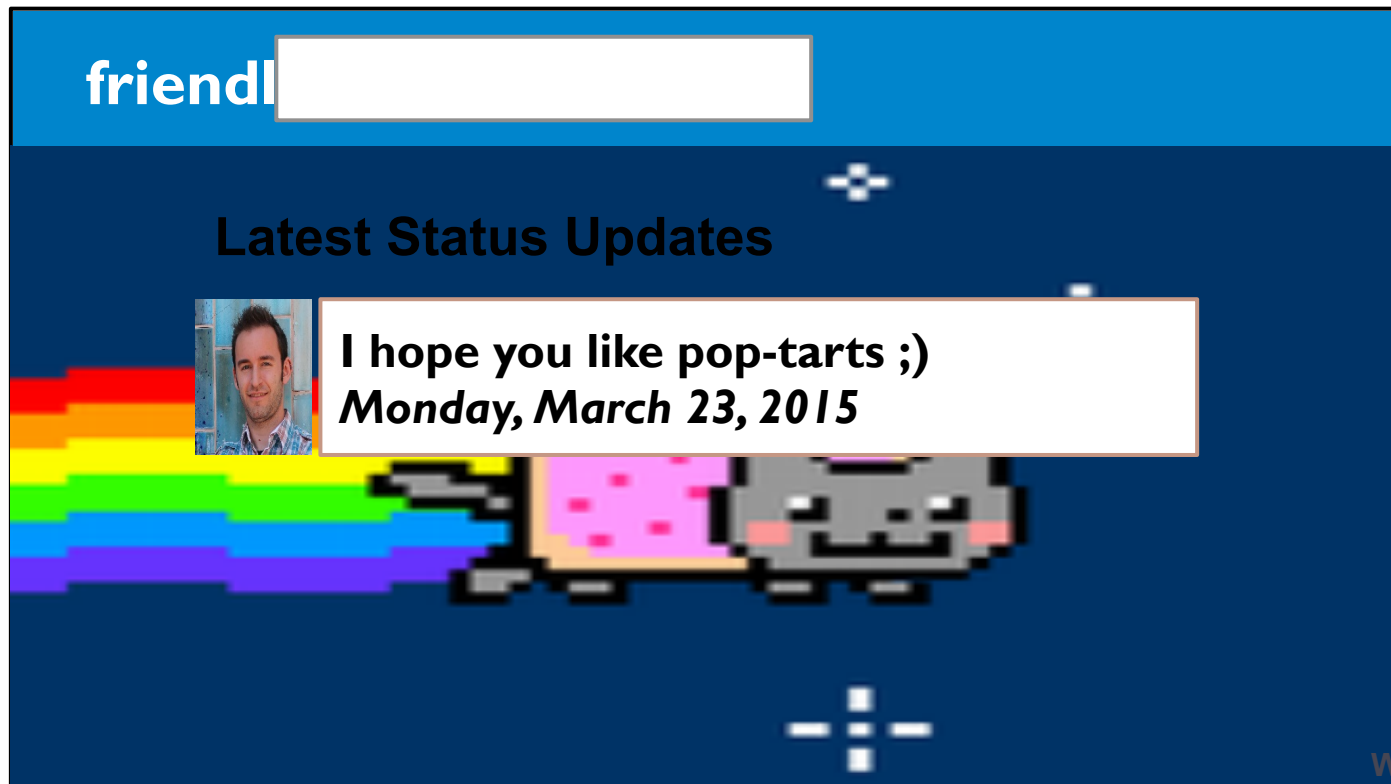 friendl
Latest Status Updates
I hope you like pop-tarts ;)
Monday, March 23, 2015
W